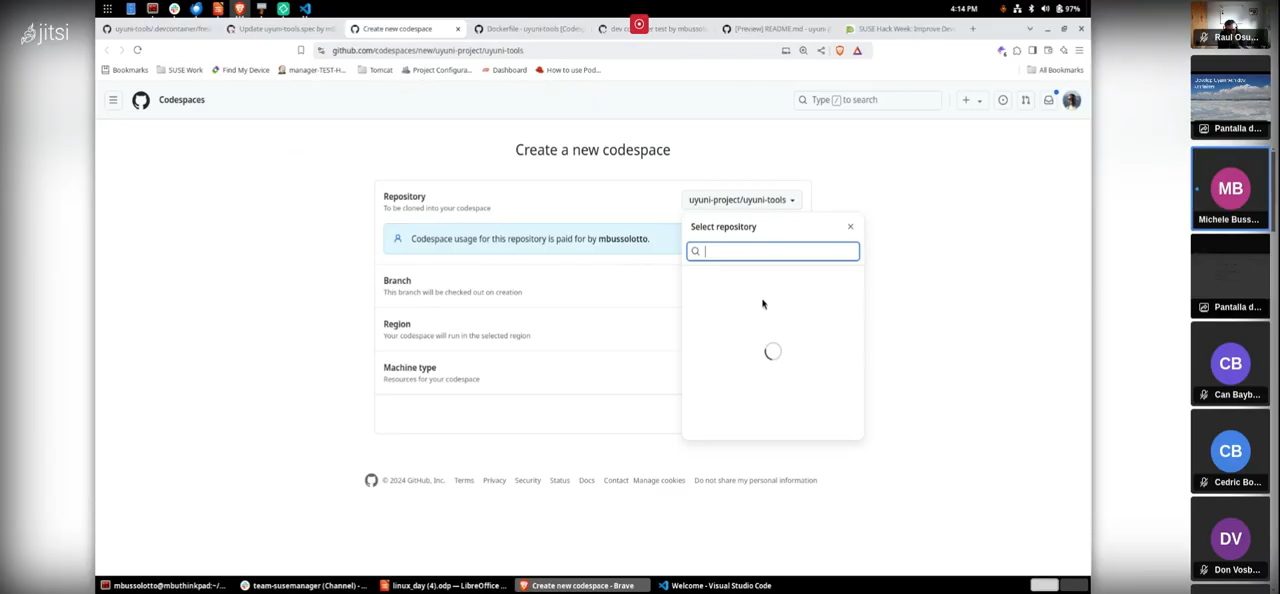 jitsi
4:14 PM
97%
uyuni-tools/.devcontainer/fres
Update uyuni-tools.spec by m
Create new codespace
Dockerfile - uyuni-tools [Codes
dev co
er test by mbusso
[Preview] README.md - uyuni
SUSE Hack Week: Improve Dev
github.com/codespaces/new/uyuni-project/uyuni-tools
Bookmarks
SUSE Work
Find My Device
manager-TEST-H...
Tomcat
Project Configura...
Dashboard
How to use Pod...
All Bookmarks
Codespaces
Type / to search
Create a new codespace
Repository
To be cloned into your codespace
uyuni-project/uyuni-tools
Codespace usage for this repository is paid for by mbussolotto.
Select repository
Branch
This branch will be checked out on creation
Region
Your codespace will run in the selected region
Machine type
Resources for your codespace
© 2024 GitHub, Inc.
Terms
Privacy
Security
Status
Docs
Contact
Manage cookies
Do not share my personal information
mbussolotto@mbuthinkpad:~/...
team-susemanager (Channel) - ...
linux_day (4).odp — LibreOffice ...
Create new codespace - Brave
Welcome - Visual Studio Code
Raul Osu...
Pantalla d...
MB
Michele Buss...
Pantalla d...
CB
Can Bayb...
CB
Cedric Bo...
DV
Don Vosb...